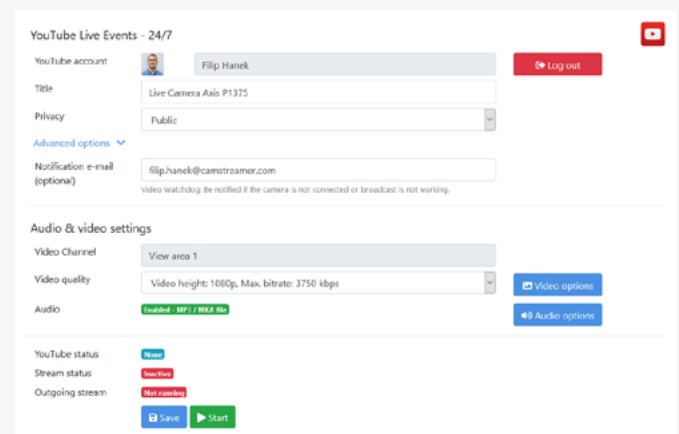 YouTube Live Events - 24/7
YouTube account
Filip Hanek
Log out
Title
Live Camera Axis P1375
Privacy
Public
Advanced options
Notification e-mail
(optional)
filip.hanek@camstreamer.com
Video Watchdog: Be notified if the camera is not connected or broadcast is not working.
Audio & video settings
Video Channel
View area 1
Video quality
Video height: 1080p, Max. bitrate: 3750 kbps
Video options
Audio
Enabled - MP3 / MKA file
Audio options
YouTube status
None
Stream status
Inactive
Outgoing stream
Not running
Save
Start